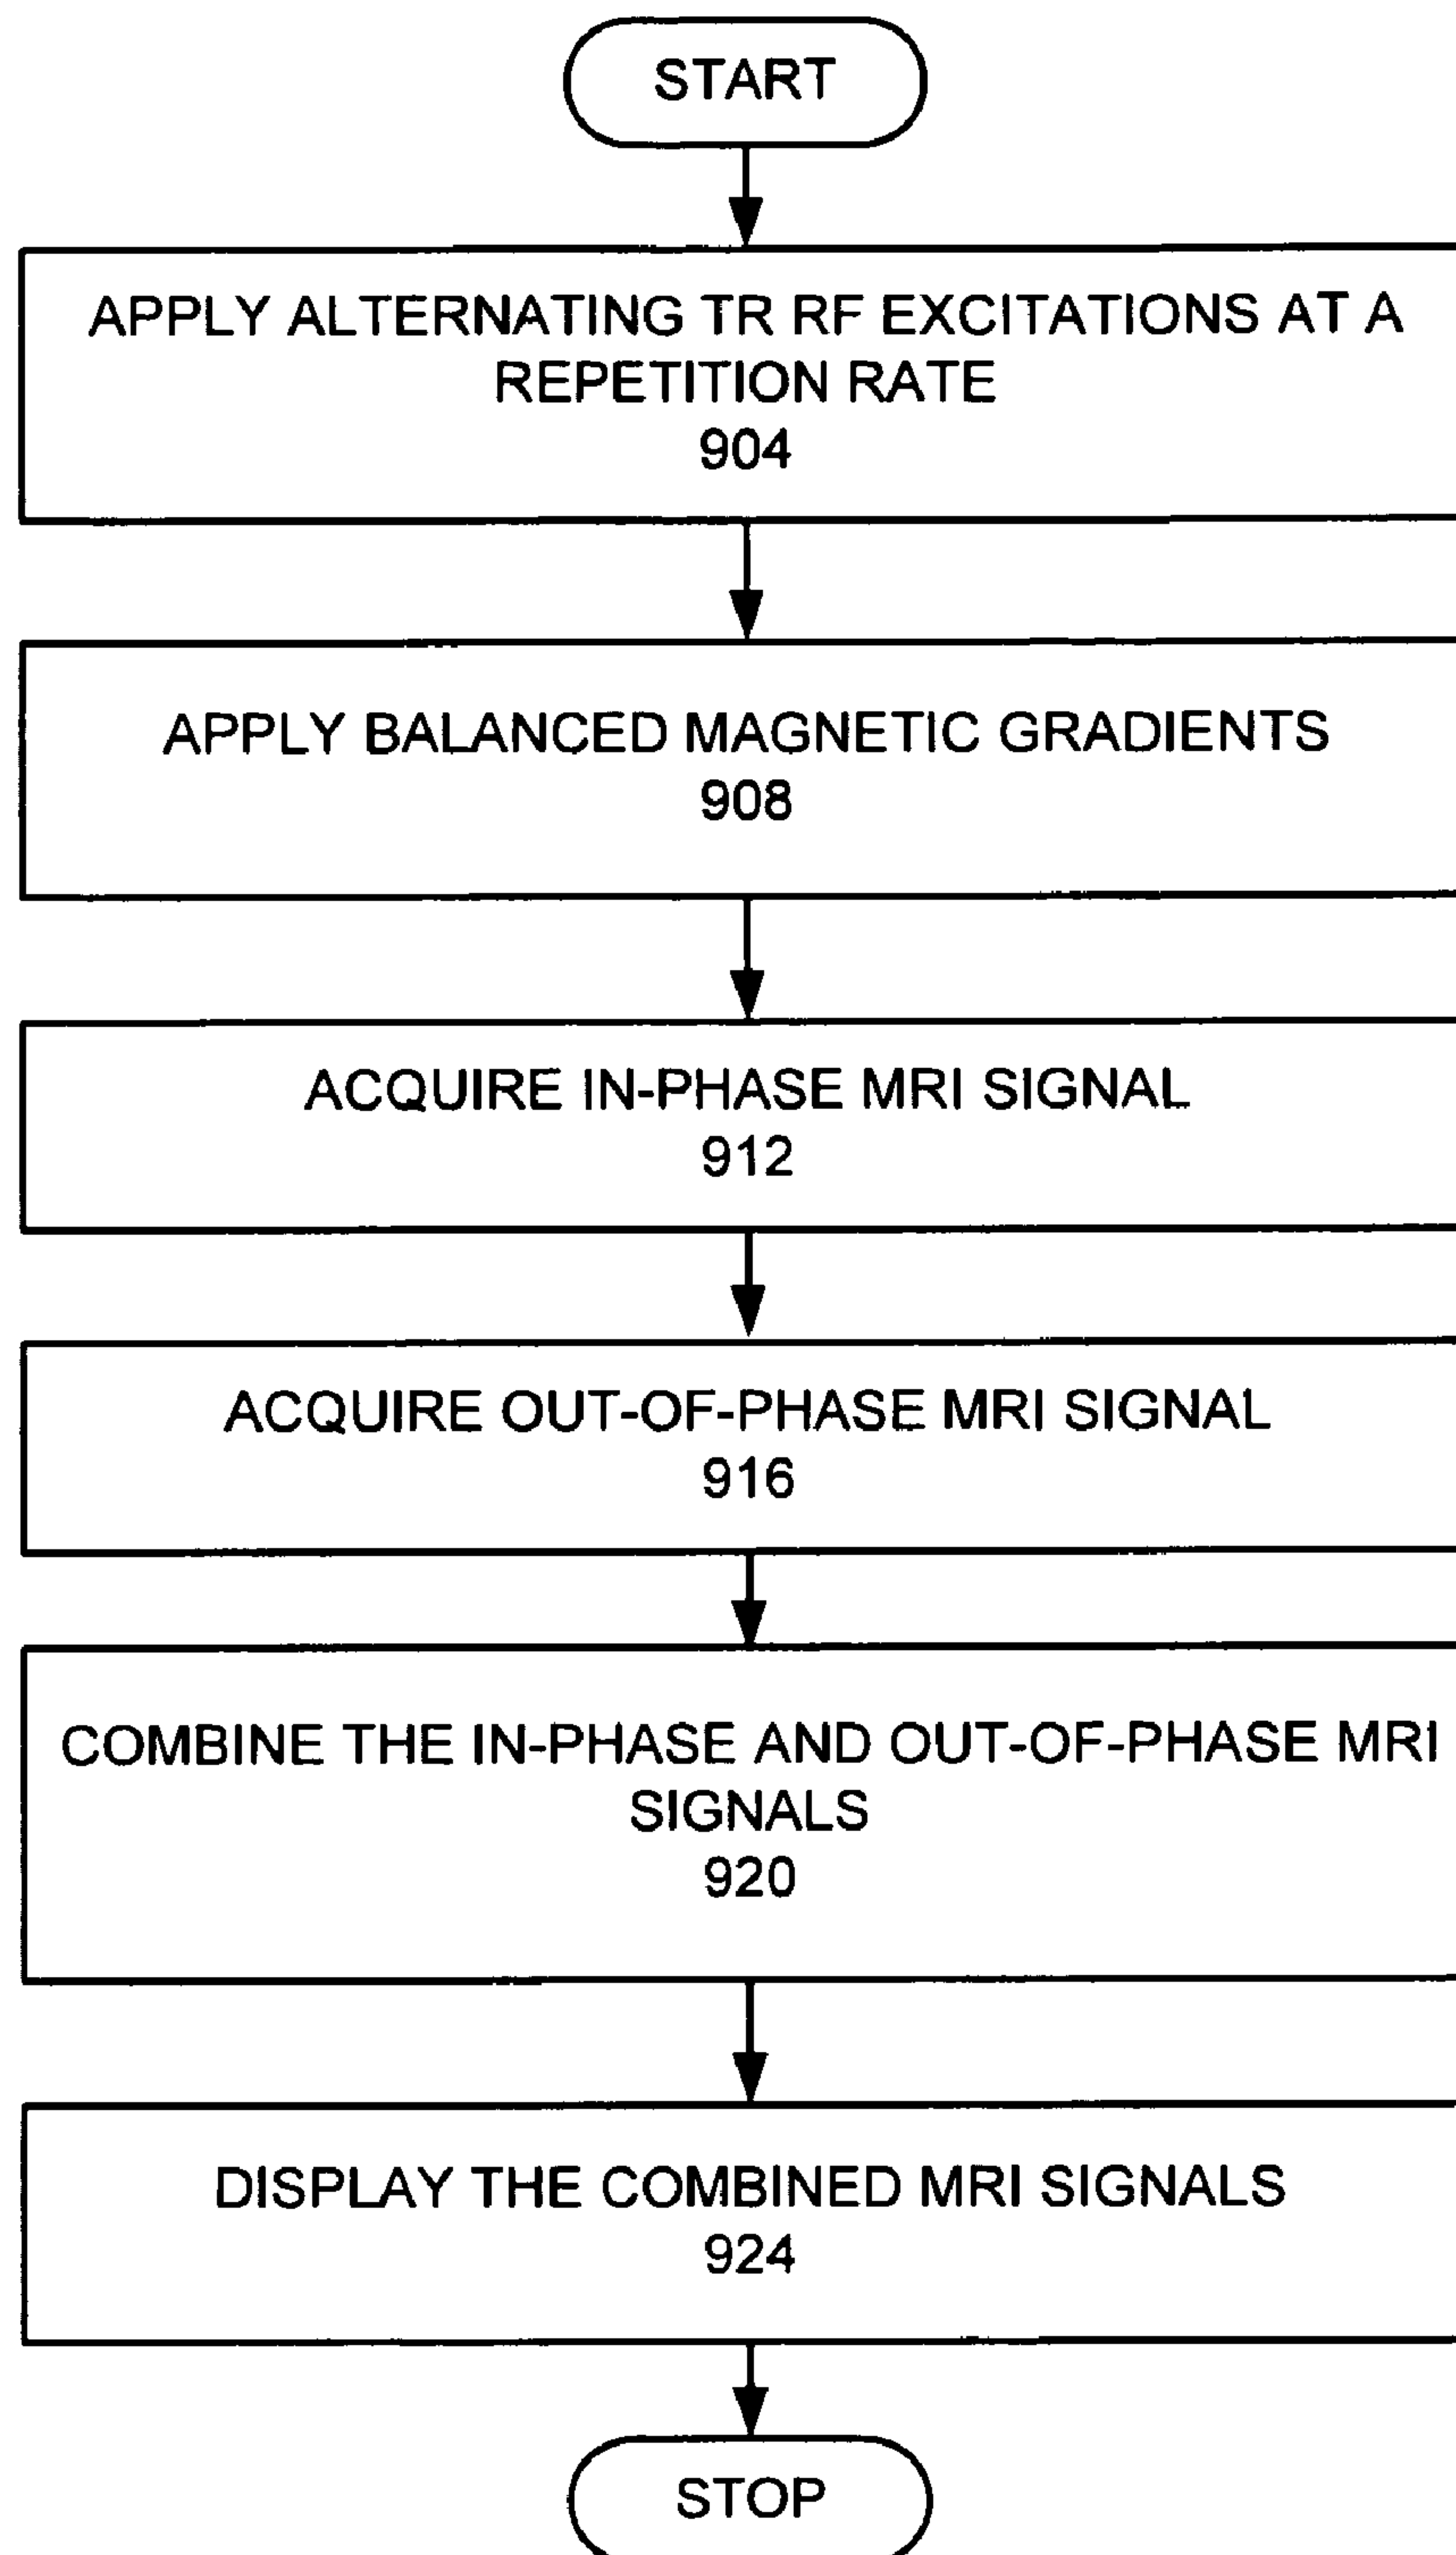 START
APPLY ALTERNATING TR RF EXCITATIONS AT A
REPETITION RATE
904
APPLY BALANCED MAGNETIC GRADIENTS
908
ACQUIRE IN-PHASE MRI SIGNAL
912
ACQUIRE OUT-OF-PHASE MRI SIGNAL
916
COMBINE THE IN-PHASE AND OUT-OF-PHASE MRI
SIGNALS
920
DISPLAY THE COMBINED MRI SIGNALS
924
STOP